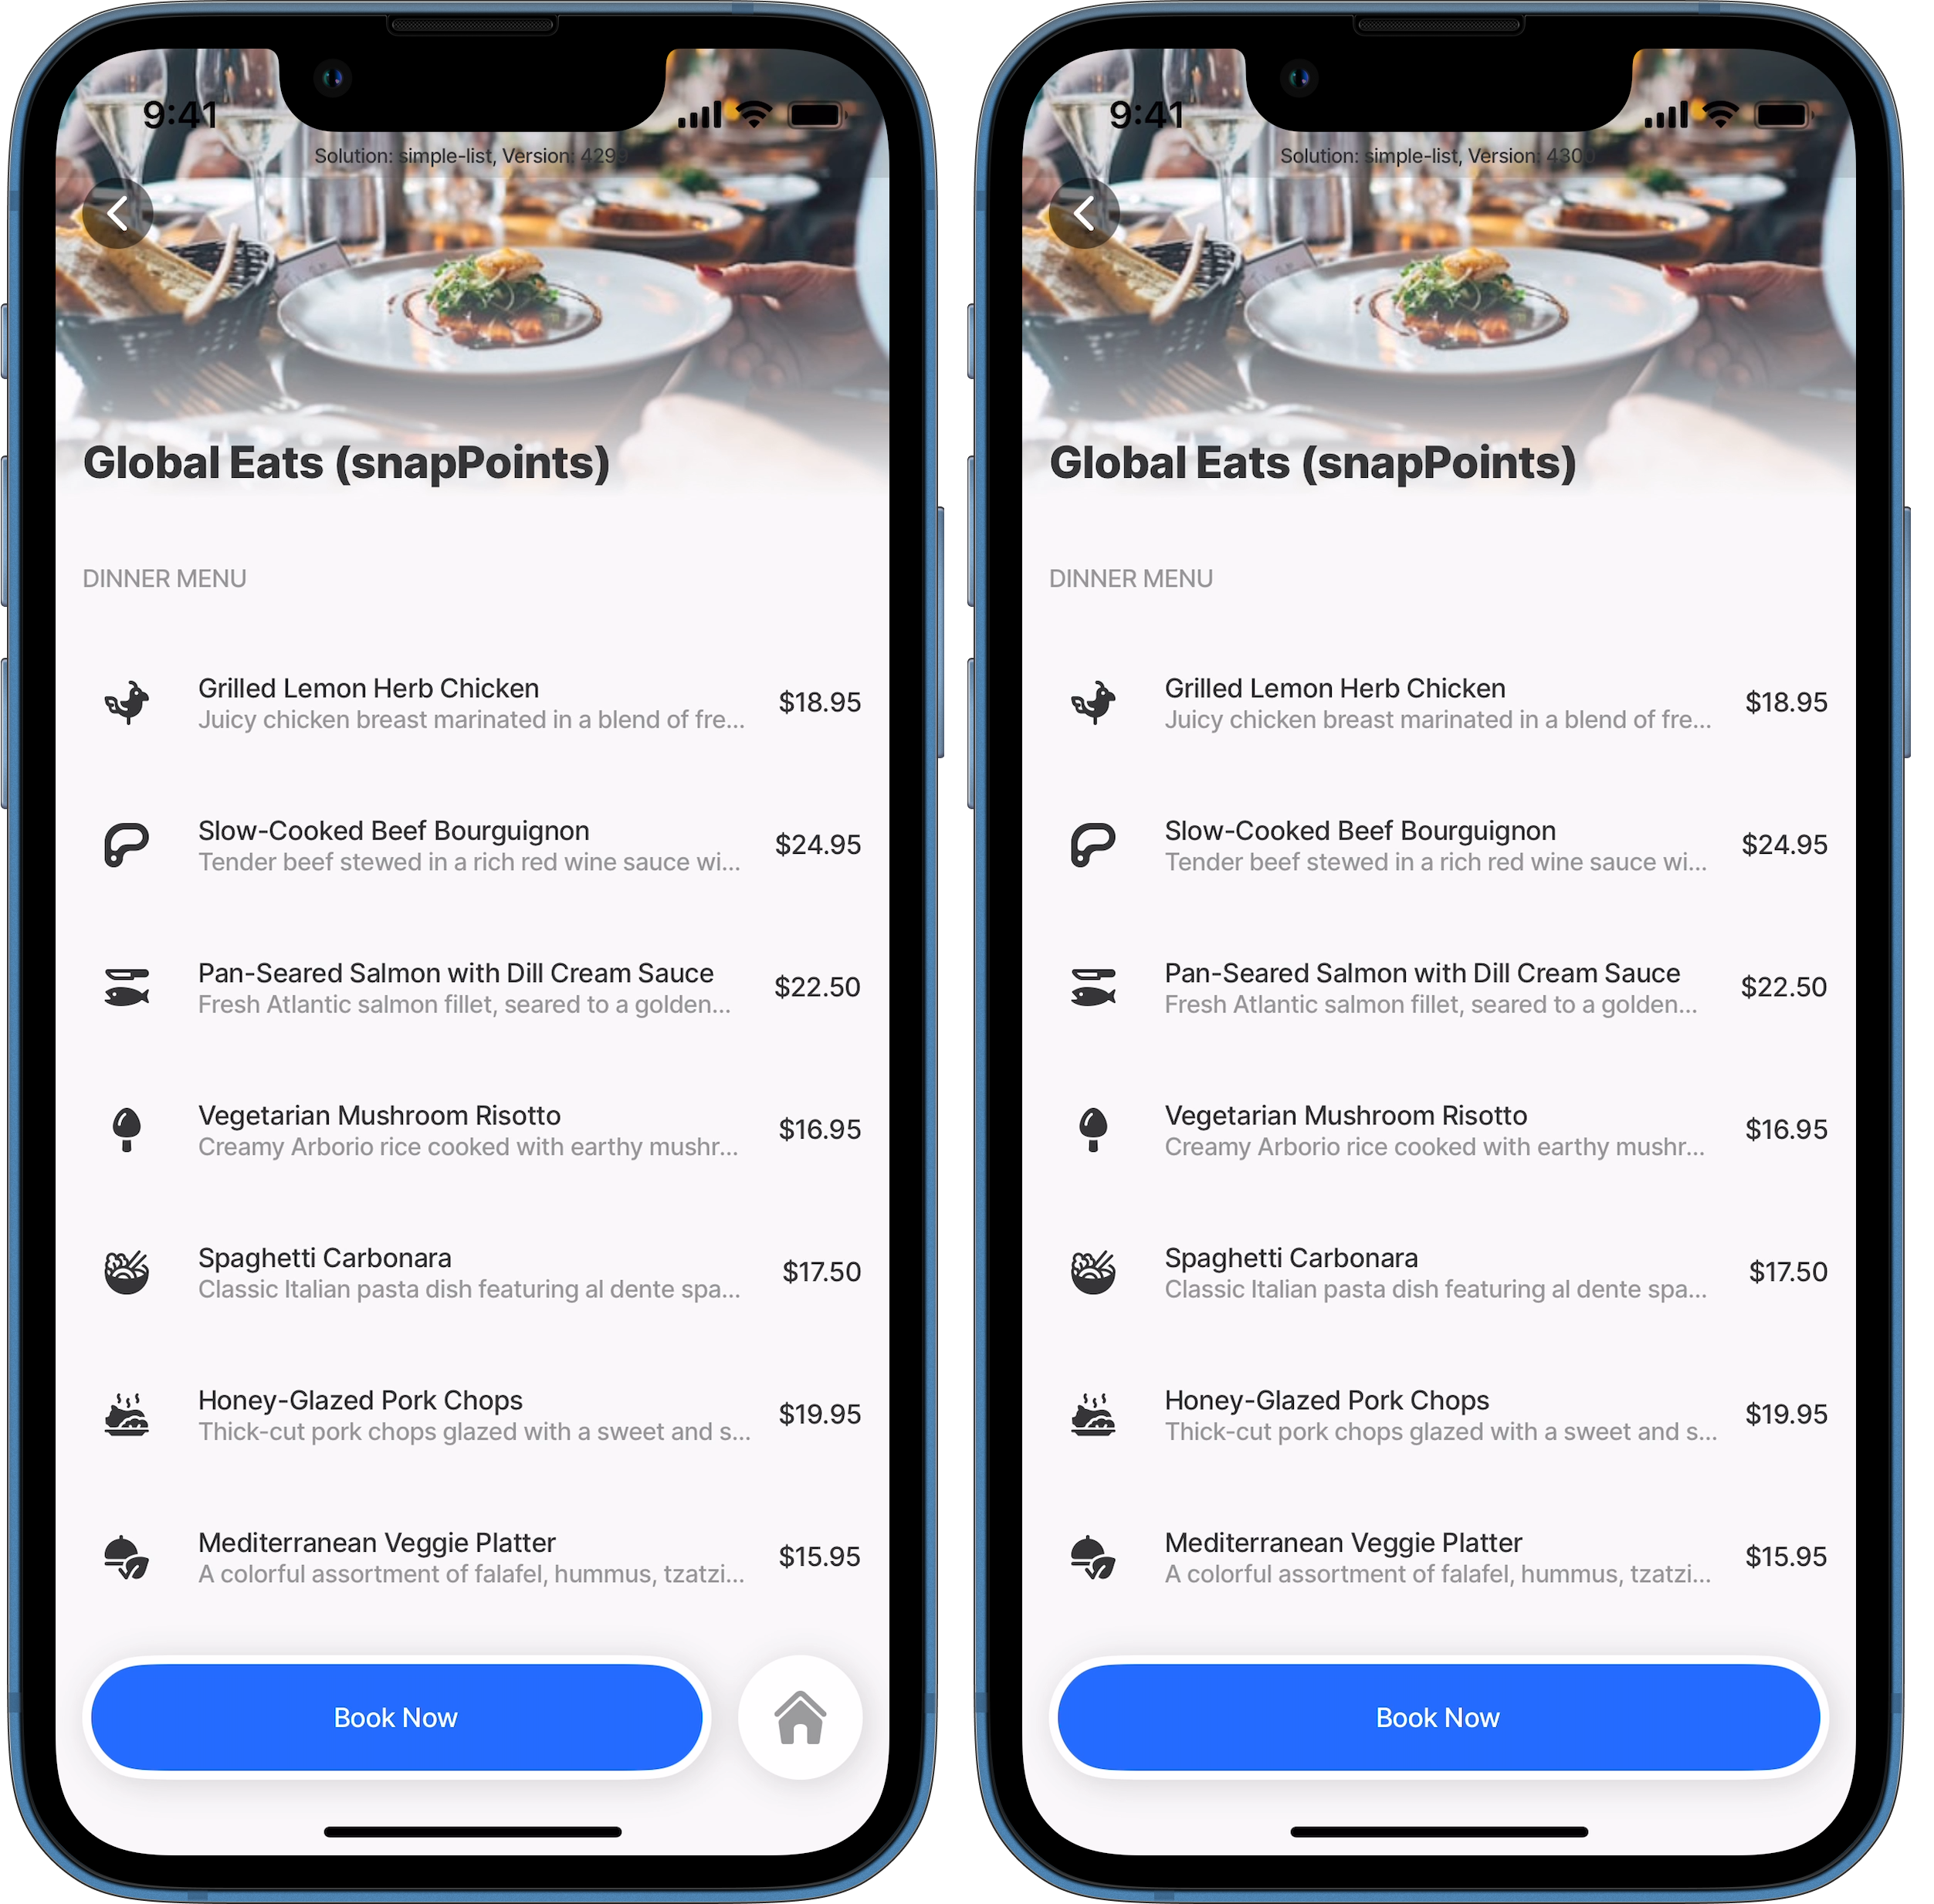 9:41
Solution: simple-list, Version: 4299
Global Eats (snapPoints)
DINNER MENU
Grilled Lemon Herb Chicken
Juicy chicken breast marinated in a blend of fre...
$18.95
Slow-Cooked Beef Bourguignon
Tender beef stewed in a rich red wine sauce wi...
$24.95
Pan-Seared Salmon with Dill Cream Sauce
Fresh Atlantic salmon fillet, seared to a golden...
$22.50
Vegetarian Mushroom Risotto
Creamy Arborio rice cooked with earthy mushr...
$16.95
Spaghetti Carbonara
Classic Italian pasta dish featuring al dente spa...
$17.50
Honey-Glazed Pork Chops
Thick-cut pork chops glazed with a sweet and s...
$19.95
Mediterranean Veggie Platter
A colorful assortment of falafel, hummus, tzatzi...
$15.95
Book Now
9:41
Solution: simple-list, Version: 4300
Global Eats (snapPoints)
DINNER MENU
Grilled Lemon Herb Chicken
Juicy chicken breast marinated in a blend of fre...
$18.95
Slow-Cooked Beef Bourguignon
Tender beef stewed in a rich red wine sauce wi...
$24.95
Pan-Seared Salmon with Dill Cream Sauce
Fresh Atlantic salmon fillet, seared to a golden...
$22.50
Vegetarian Mushroom Risotto
Creamy Arborio rice cooked with earthy mushr...
$16.95
Spaghetti Carbonara
Classic Italian pasta dish featuring al dente spa...
$17.50
Honey-Glazed Pork Chops
Thick-cut pork chops glazed with a sweet and s...
$19.95
Mediterranean Veggie Platter
A colorful assortment of falafel, hummus, tzatzi...
$15.95
Book Now